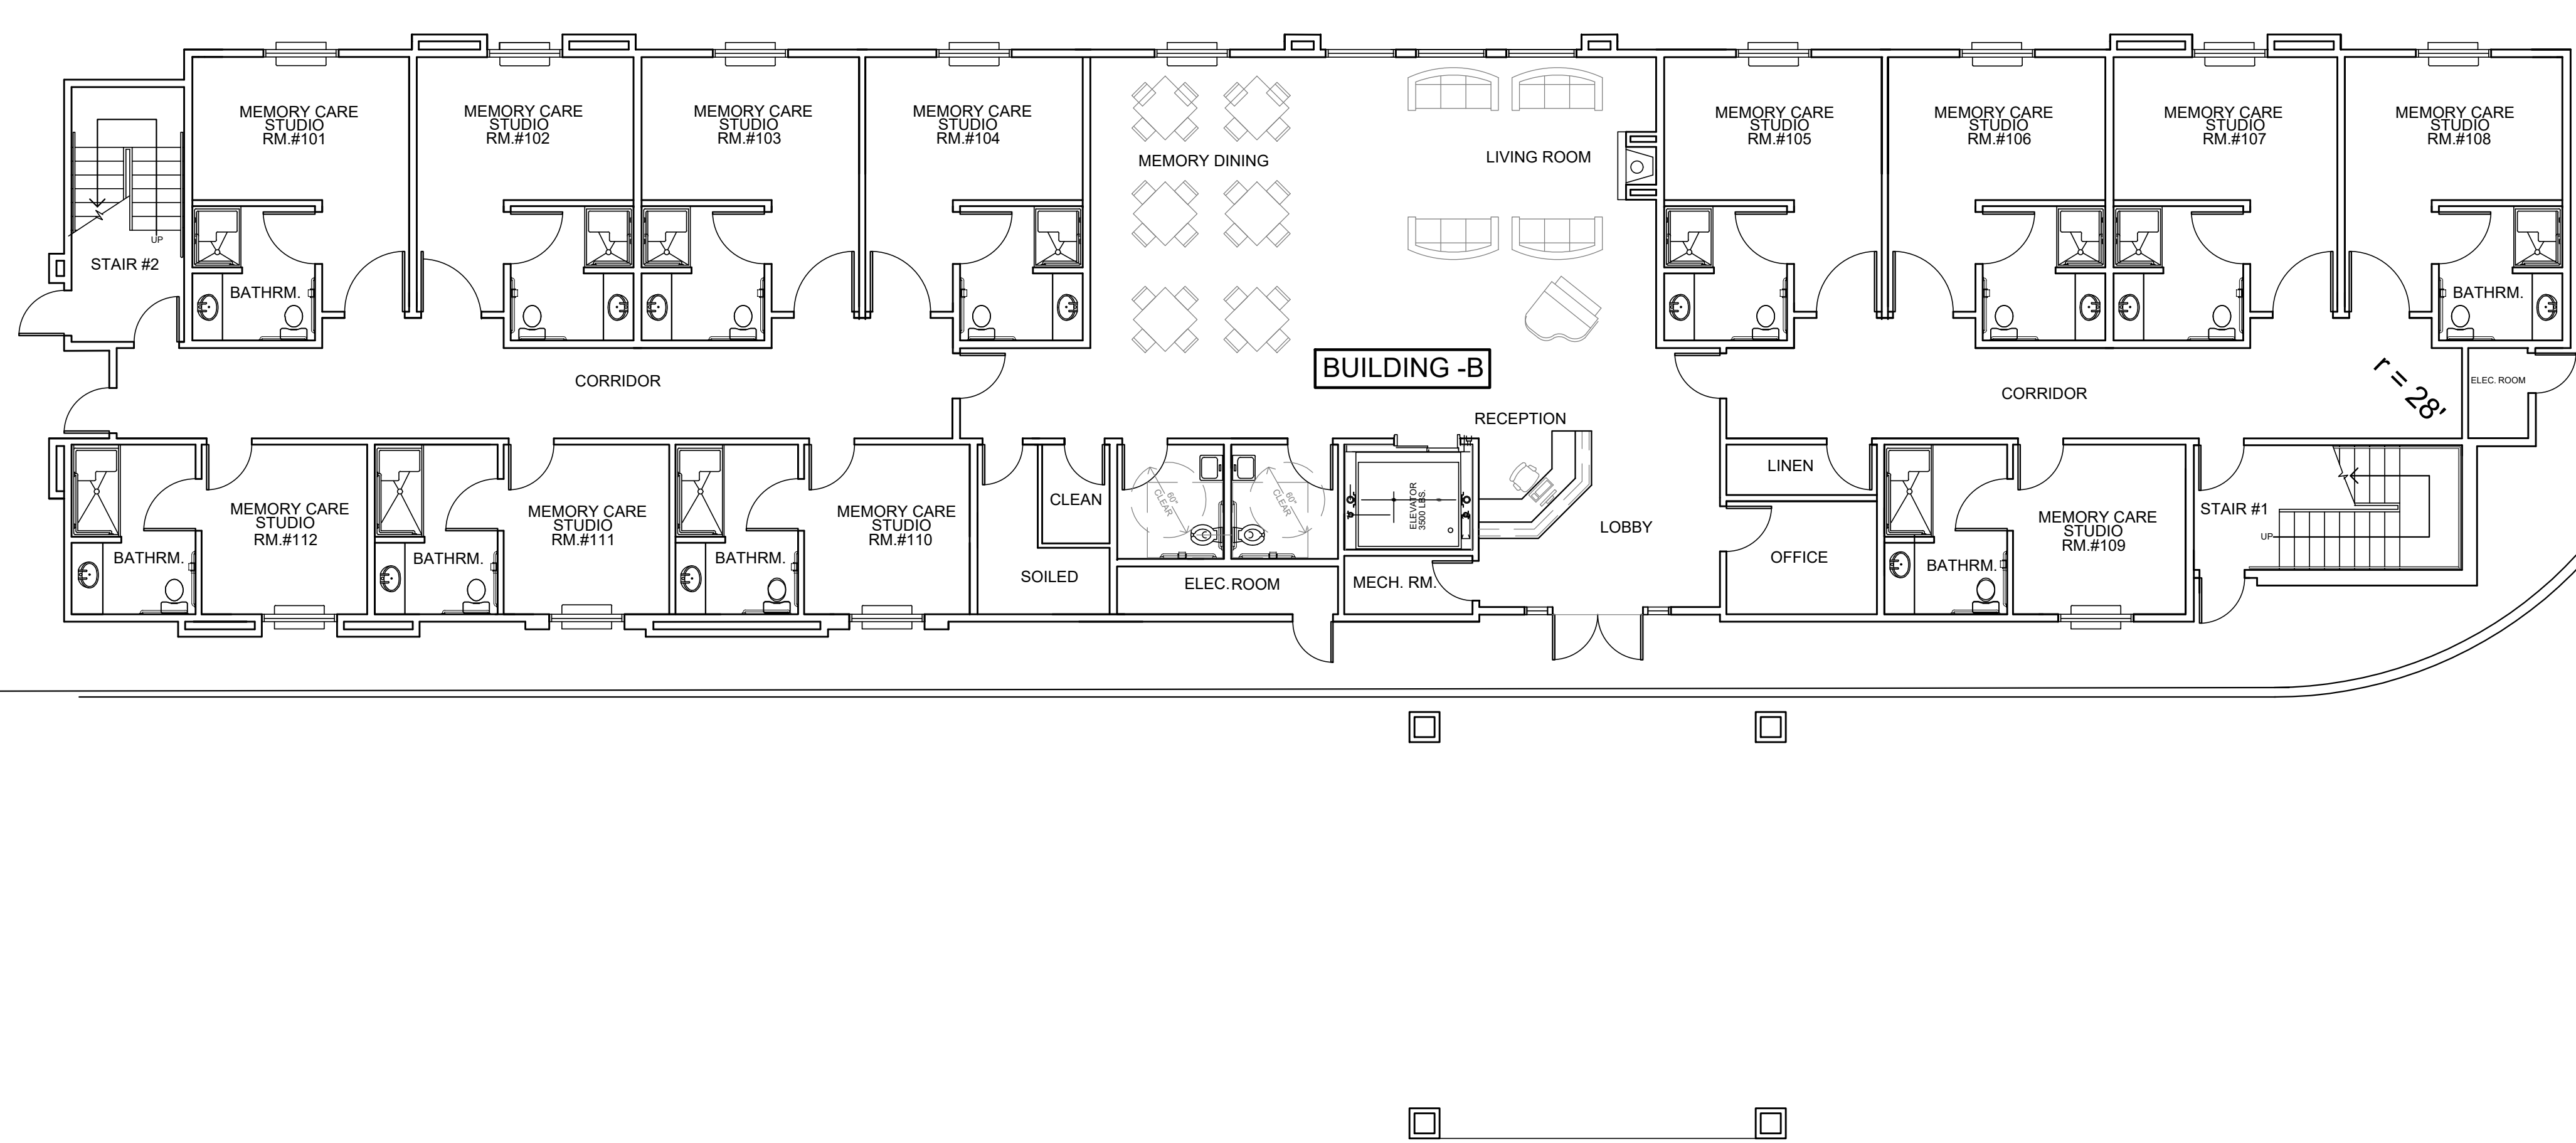 MEMORY CARE
STUDIO
RM.#101
MEMORY CARE
STUDIO
RM.#102
MEMORY CARE
STUDIO
RM.#103
MEMORY CARE
STUDIO
RM.#104
MEMORY DINING
LIVING ROOM
MEMORY CARE
STUDIO
RM.#105
MEMORY CARE
STUDIO
RM.#106
MEMORY CARE
STUDIO
RM.#107
MEMORY CARE
STUDIO
RM.#108
UP
STAIR #2
BATHRM.
BATHRM.
CORRIDOR
BUILDING -B
CORRIDOR
r = 28'
ELEC. ROOM
RECEPTION
MEMORY CARE
STUDIO
RM.#112
BATHRM.
MEMORY CARE
STUDIO
RM.#111
BATHRM.
MEMORY CARE
STUDIO
RM.#110
BATHRM.
CLEAN
SOILED
60"
CLEAR
60"
CLEAR
ELEC.ROOM
ELEVATOR
3500 LBS.
MECH. RM.
LOBBY
LINEN
OFFICE
BATHRM.
MEMORY CARE
STUDIO
RM.#109
STAIR #1
UP